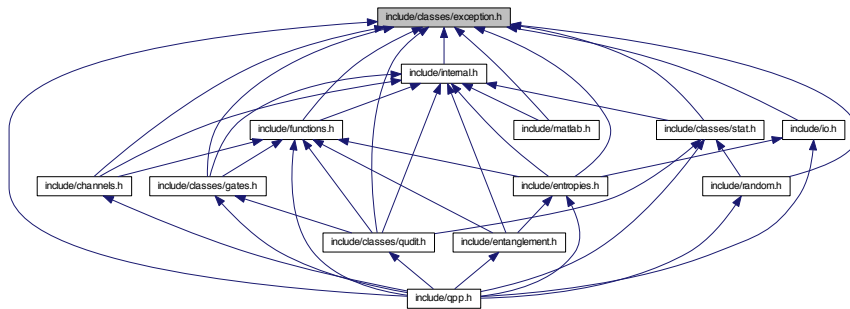 include/classes/exception.h
include/internal.h
include/functions.h
include/matlab.h
include/classes/stat.h
include/io.h
include/channels.h
include/classes/gates.h
include/entropies.h
include/random.h
include/classes/qudit.h
include/entanglement.h
include/qpp.h